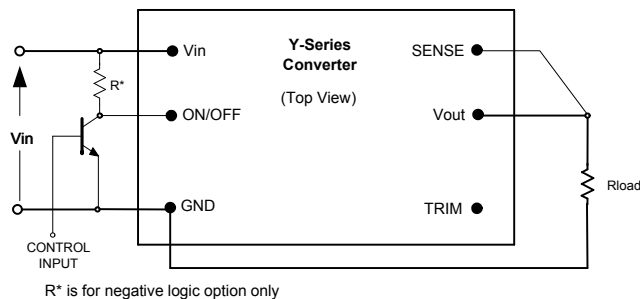 Y-Series
Converter
(Top View)
Vin
SENSE
R*
ON/OFF
Vout
Vin
Rload
GND
TRIM
CONTROL
INPUT
R* is for negative logic option only